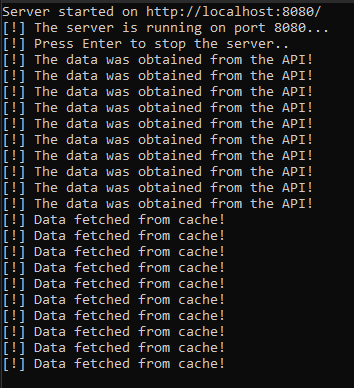 Server started on http://localhost:8080/
[!] The server is running on port 8080...
[!] Press Enter to stop the server..
[!] The data was obtained from the API!
[!] The data was obtained from the API!
[!] The data was obtained from the API!
[!] The data was obtained from the API!
[!] The data was obtained from the API!
[!] The data was obtained from the API!
[!] The data was obtained from the API!
[!] The data was obtained from the API!
[!] The data was obtained from the API!
[!] The data was obtained from the API!
[!] Data fetched from cache!
[!] Data fetched from cache!
[!] Data fetched from cache!
[!] Data fetched from cache!
[!] Data fetched from cache!
[!] Data fetched from cache!
[!] Data fetched from cache!
[!] Data fetched from cache!
[!] Data fetched from cache!
[!] Data fetched from cache!